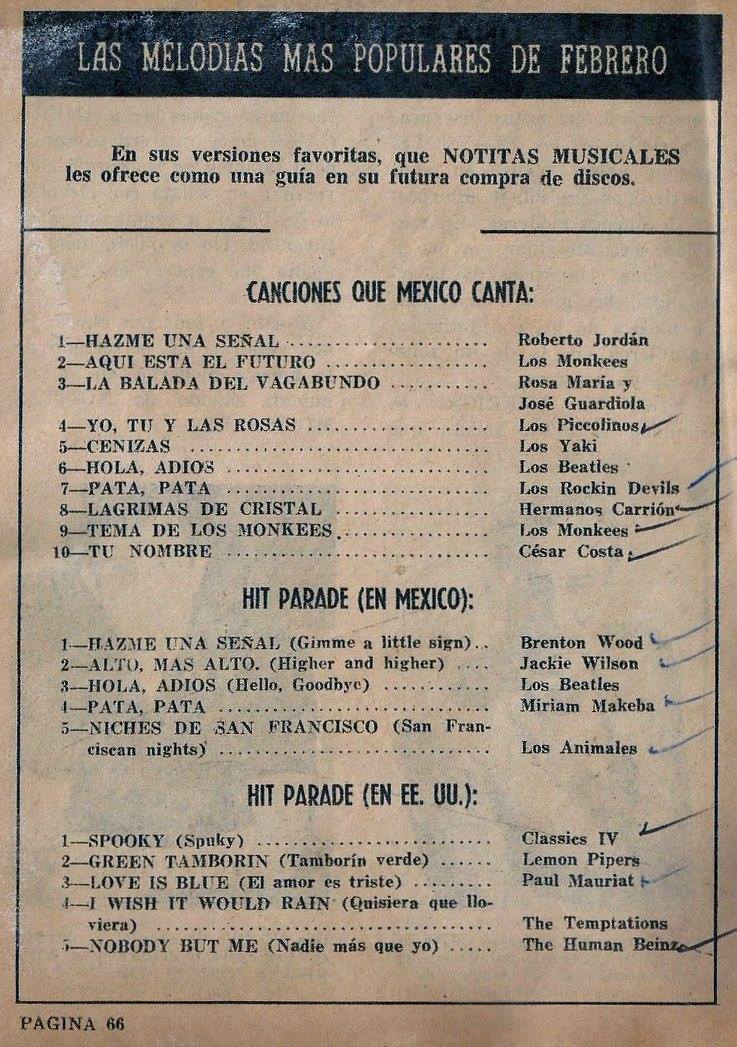 LAS MELODIAS MAS POPULARES DE FEBRERO
En sus versiones favoritas, que NOTITAS MUSICALES
les ofrece como una guía en su futura compra de discos.
CANCIONES QUE MEXICO CANTA:
1—HAZME UNA SEÑAL .................... Roberto Jordán
2—AQUI ESTA EL FUTURO ................ Los Monkees
3—LA BALADA DEL VAGABUNDO .......... Rosa María y
José Guardiola
4—YO, TU Y LAS ROSAS .................. Los Piccolinos
5—CENIZAS ................................ Los Yaki
6—HOLA, ADIOS .......................... Los Beatles
7—PATA, PATA .......................... Los Rockin Devils
8—LAGRIMAS DE CRISTAL ................ Hermanos Carrión
9—TEMA DE LOS MONKEES ................ Los Monkees
10—TU NOMBRE .......................... César Costa
HIT PARADE (EN MEXICO):
1—HAZME UNA SEÑAL (Gimme a little sign).. Brenton Wood
2—ALTO, MAS ALTO. (Higher and higher) .... Jackie Wilson
3—HOLA, ADIOS (Hello, Goodbye) ............ Los Beatles
4—PATA, PATA .......................... Miriam Makeba
5—NICHES DE SAN FRANCISCO (San Fran-
ciscan nights) .......................... Los Animales
HIT PARADE (EN EE. UU.):
1—SPOOKY (Spuky) ........................ Classics IV
2—GREEN TAMBORIN (Tamborín verde) ...... Lemon Pipers
3—LOVE IS BLUE (El amor es triste) ......... Paul Mauriat
4—I WISH IT WOULD RAIN (Quisiera que llo-
viera) .................................. The Temptations
5—NOBODY BUT ME (Nadie más que yo) ..... The Human Beinz
PAGINA 66